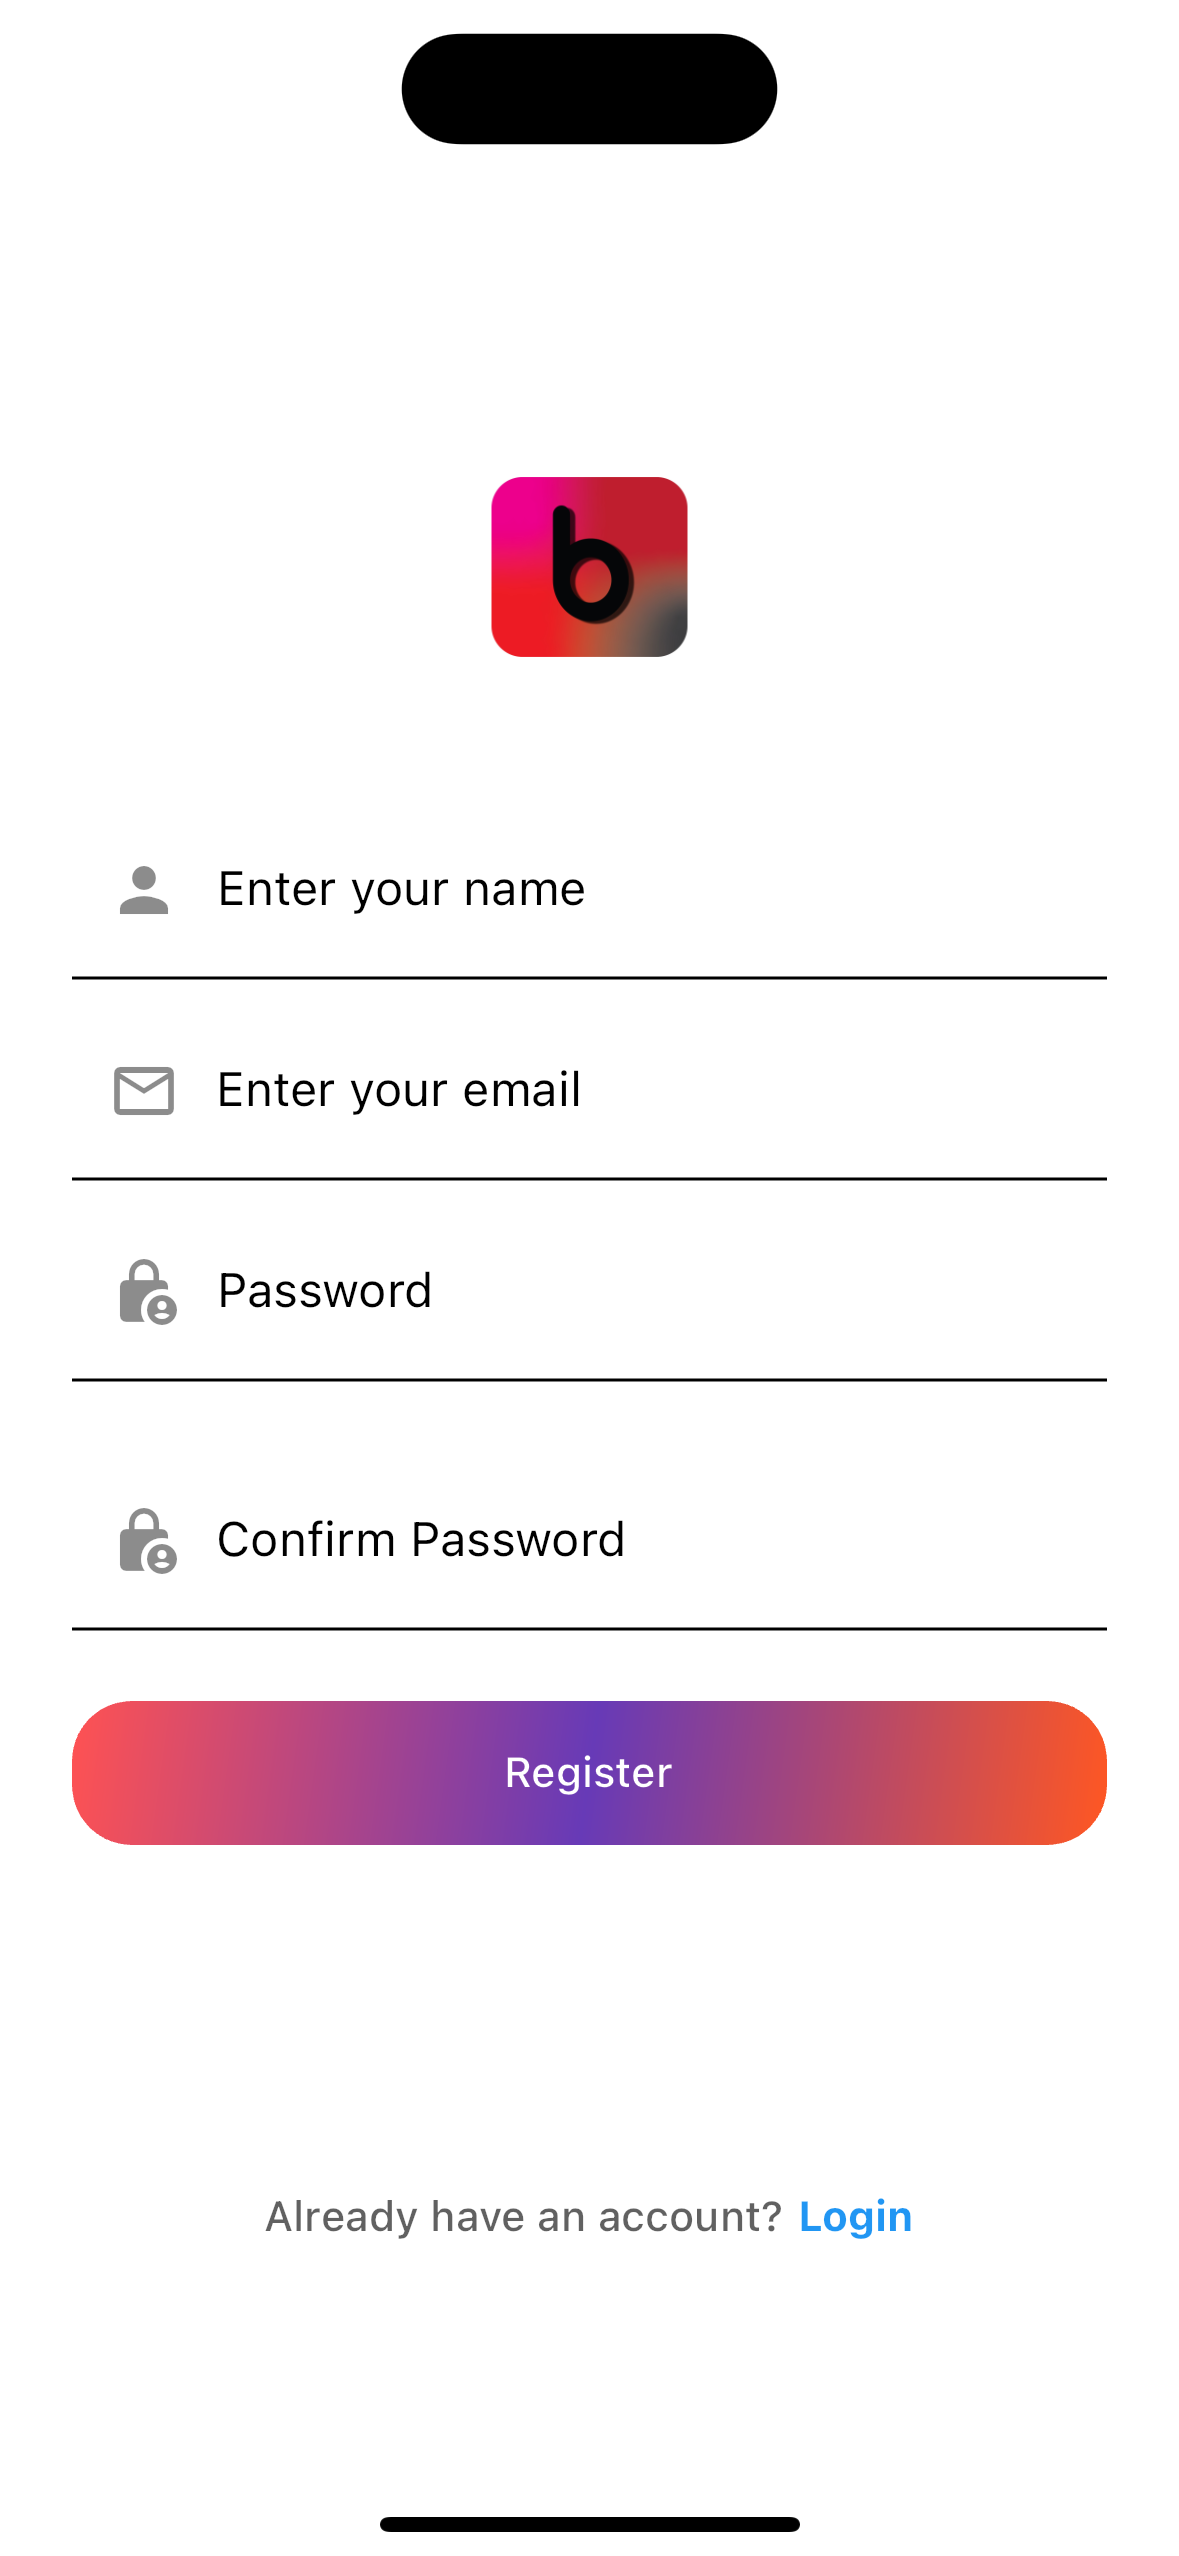 b
Enter your name
Enter your email
Password
Confirm Password
Register
Already have an account? Login